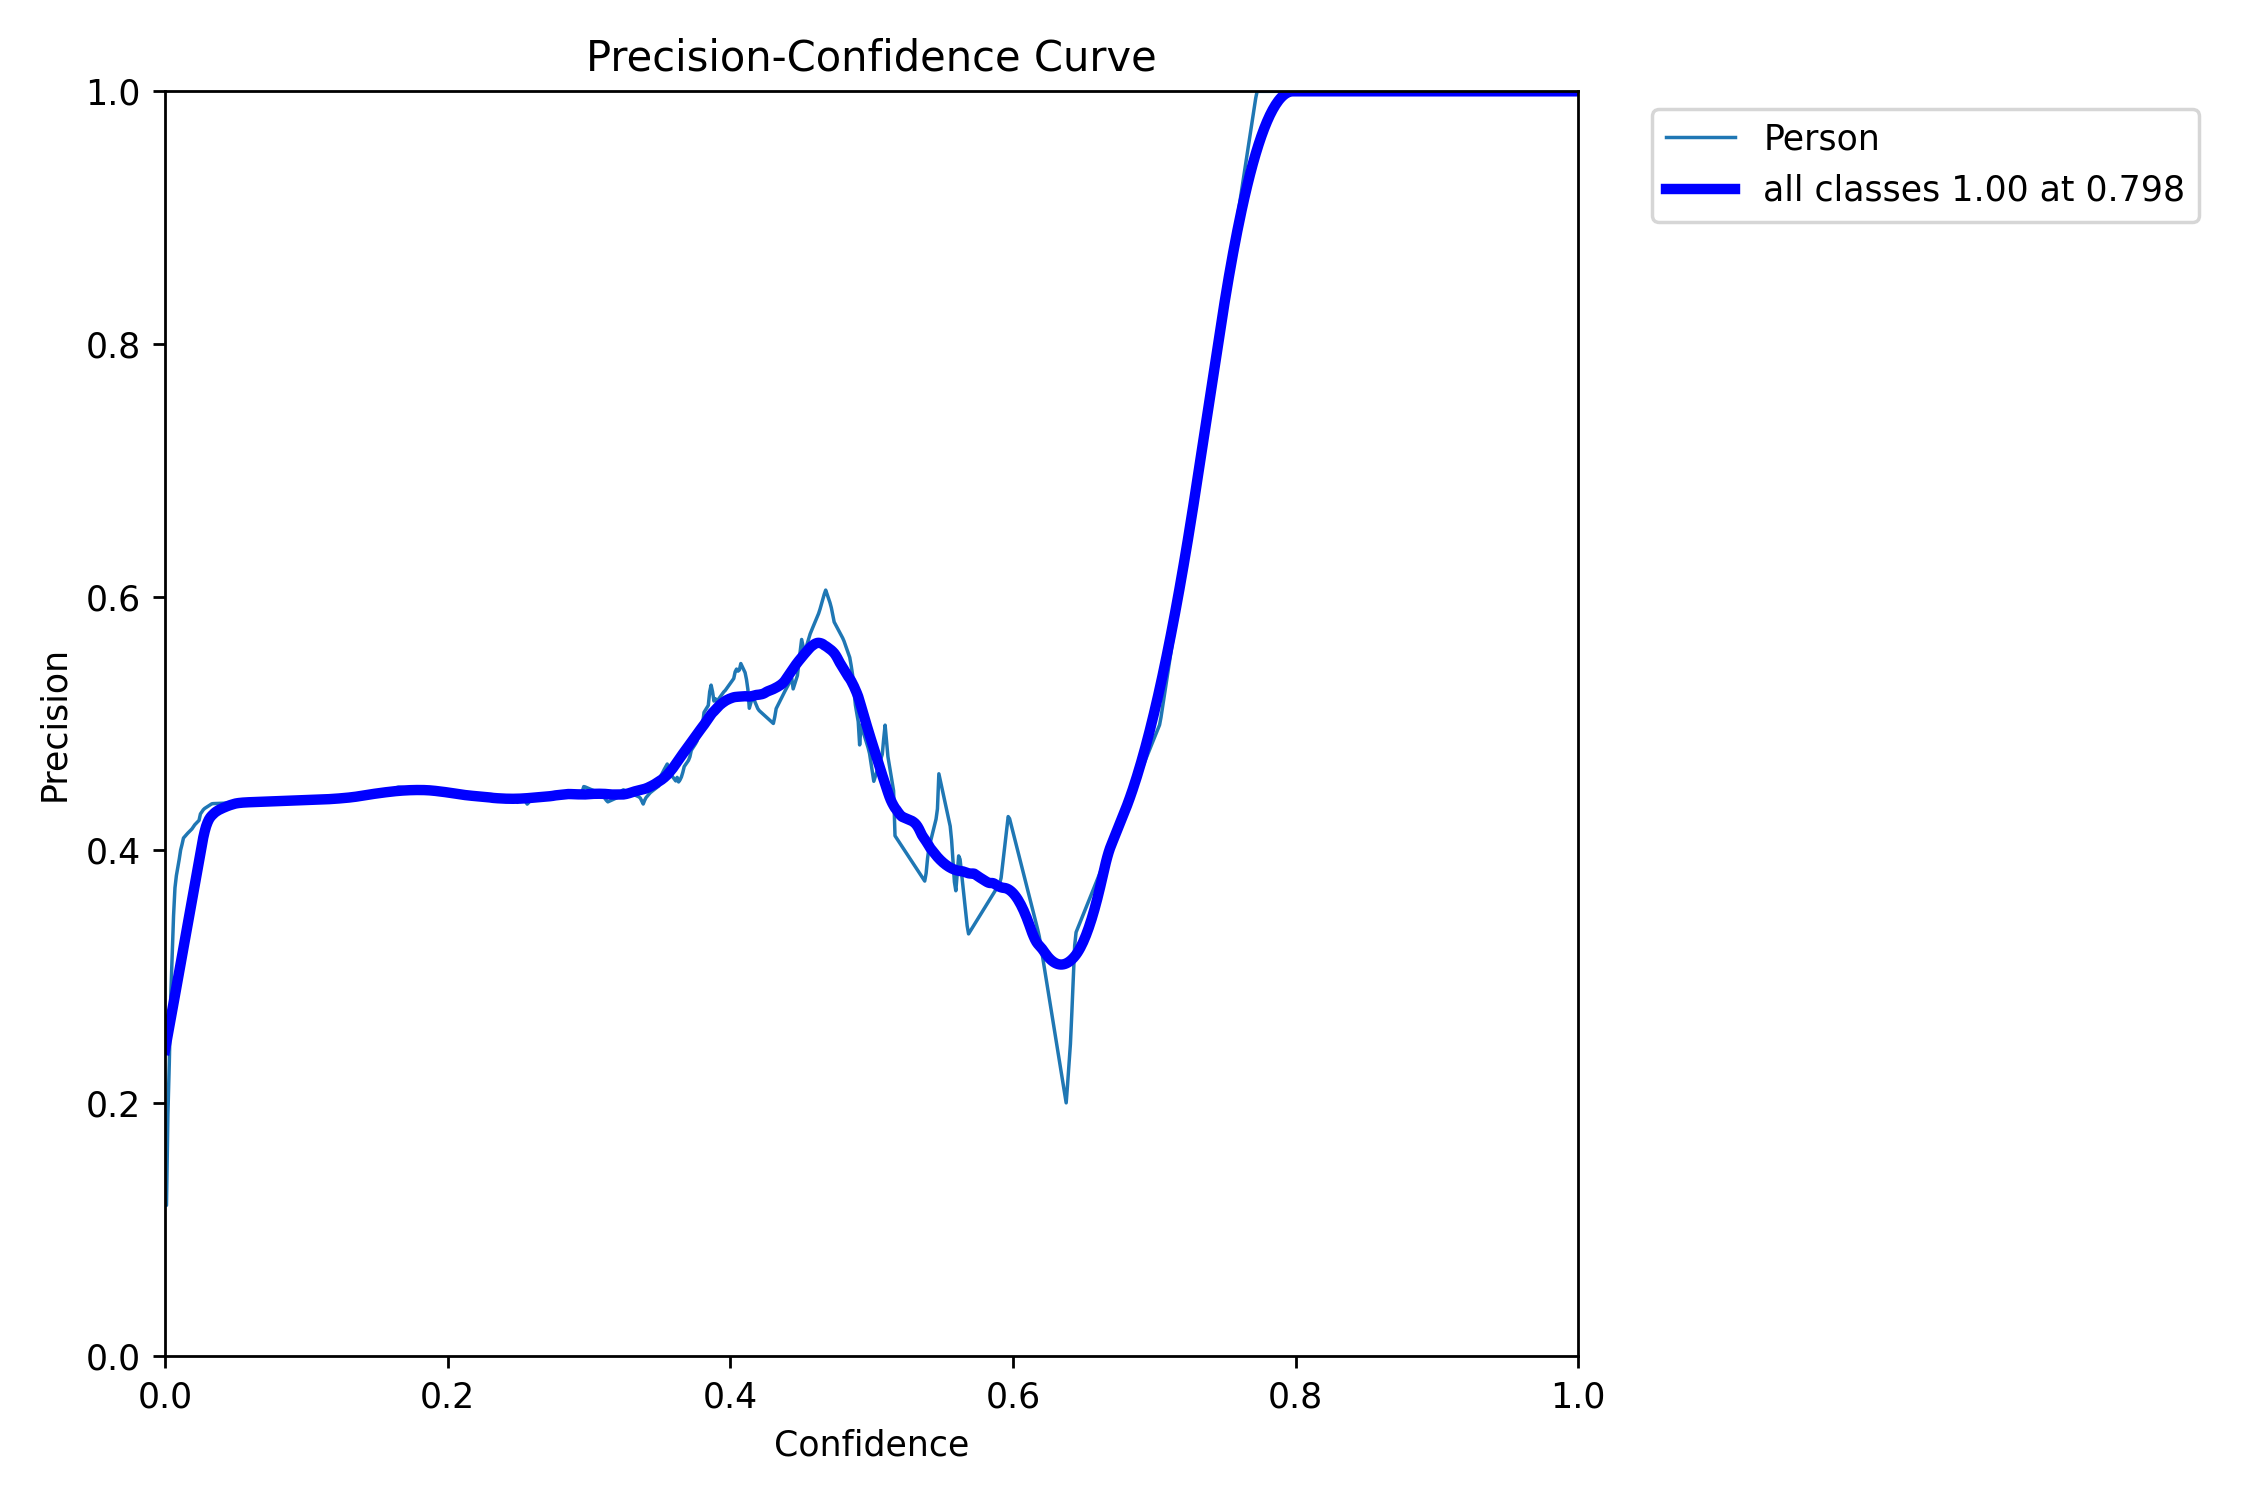 Precision-Confidence Curve
1.0
0.8
0.6
0.4
0.2
0.0
Precision
0.0 0.2 0.4 0.6 0.8 1.0
Confidence
Person
all classes 1.00 at 0.798